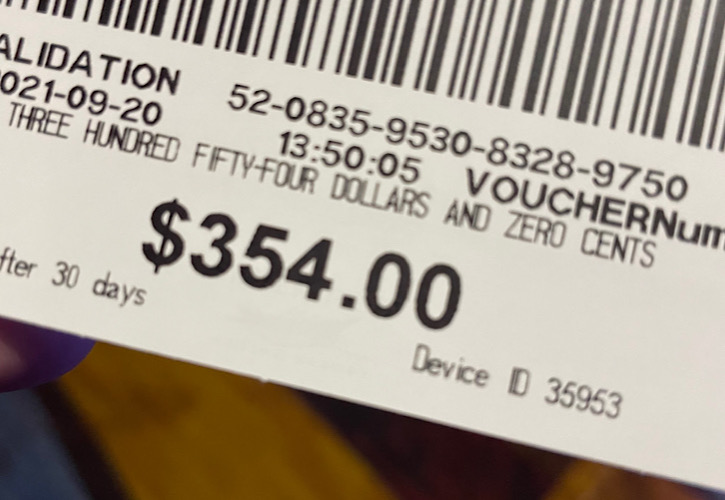 ALIDATION 52-0835-9530-8328-9750
021-09-20 13:50:05 VOUCHERNum
THREE HUNDRED FIFTY-FOUR DOLLARS AND ZERO CENTS
$354.00
fter 30 days
Device ID 35953